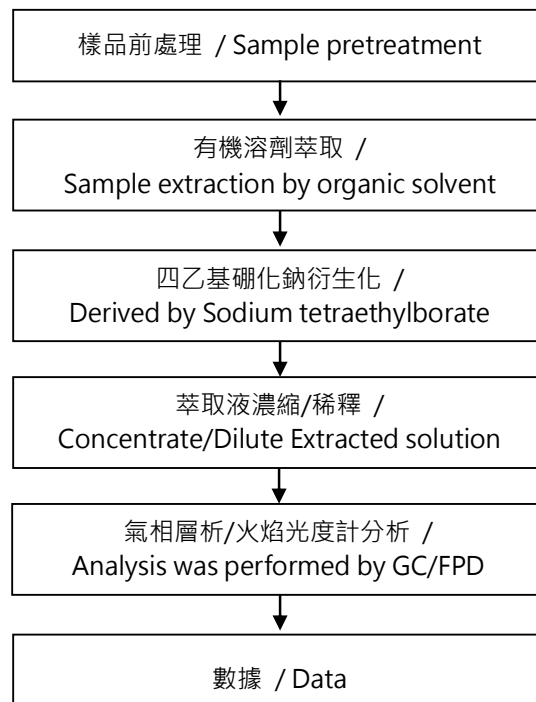 樣品前處理 / Sample pretreatment
有機溶劑萃取 /
Sample extraction by organic solvent
四乙基硼化鈉衍生化 /
Derived by Sodium tetraethylborate
萃取液濃縮/稀釋 /
Concentrate/Dilute Extracted solution
氣相層析/火焰光度計分析 /
Analysis was performed by GC/FPD
數據 / Data